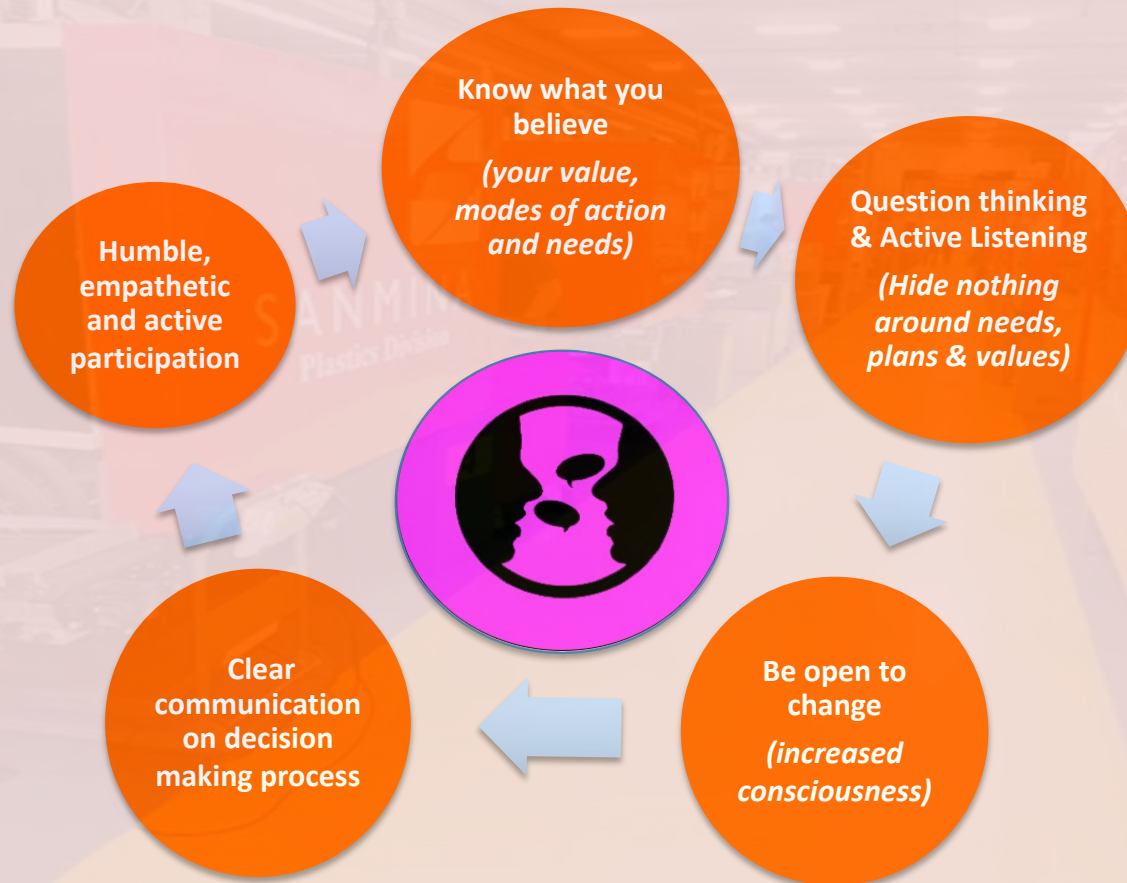 Know what you
believe
(your value,
modes of action
and needs)
Question thinking
& Active Listening
(Hide nothing
around needs,
plans & values)
Be open to
change
(increased
consciousness)
Clear
communication
on decision
making process
Humble,
empathetic
and active
participation
SANMINA
Plastics Division